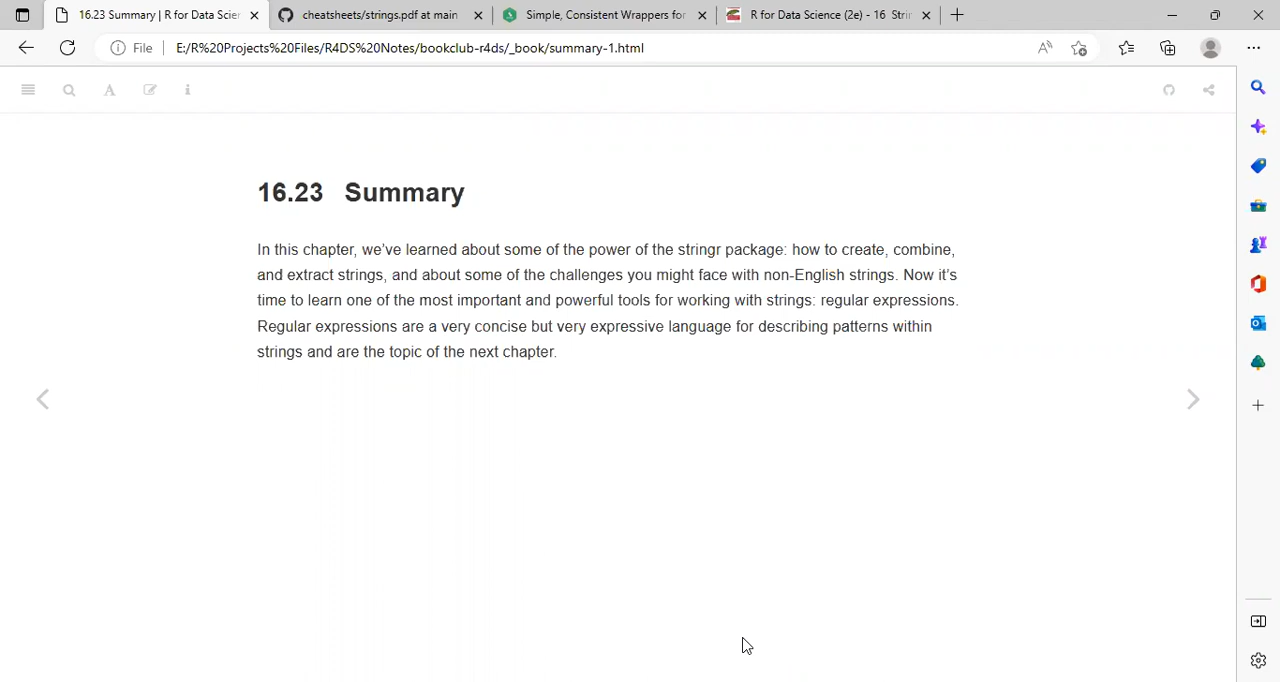 16.23 Summary | R for Data Scien
cheatsheets/strings.pdf at main
Simple, Consistent Wrappers for
R for Data Science (2e) - 16 Strin
File
E:/R%20Projects%20Files/R4DS%20Notes/bookclub-r4ds/_book/summary-1.html
16.23 Summary
In this chapter, we’ve learned about some of the power of the stringr package: how to create, combine,
and extract strings, and about some of the challenges you might face with non-English strings. Now it’s
time to learn one of the most important and powerful tools for working with strings: regular expressions.
Regular expressions are a very concise but very expressive language for describing patterns within
strings and are the topic of the next chapter.